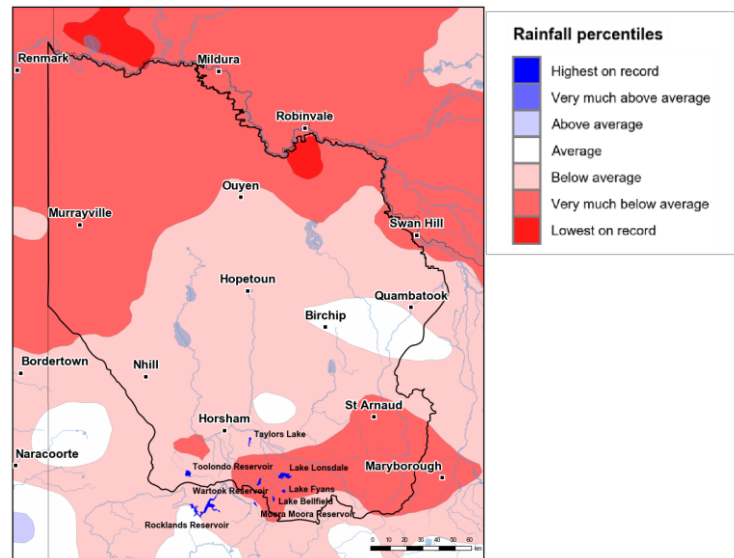 Rainfall percentiles
Highest on record
Very much above average
Above average
Average
Below average
Very much below average
Lowest on record
Renmark
Mildura
Robinvale
Ouyen
Murrayville
Swan Hill
Hopetoun
Quambatook
Birchip
Bordertown
Nhill
St Arnaud
Horsham
Taylors Lake
Naracoorte
Toolondo Reservoir
Lake Lonsdale
Maryborough
Wartook Reservoir
Lake Fyans
Lake Bellfield
Moora Moora Reservoir
Rocklands Reservoir
0 10 20 30 40 50 60
km